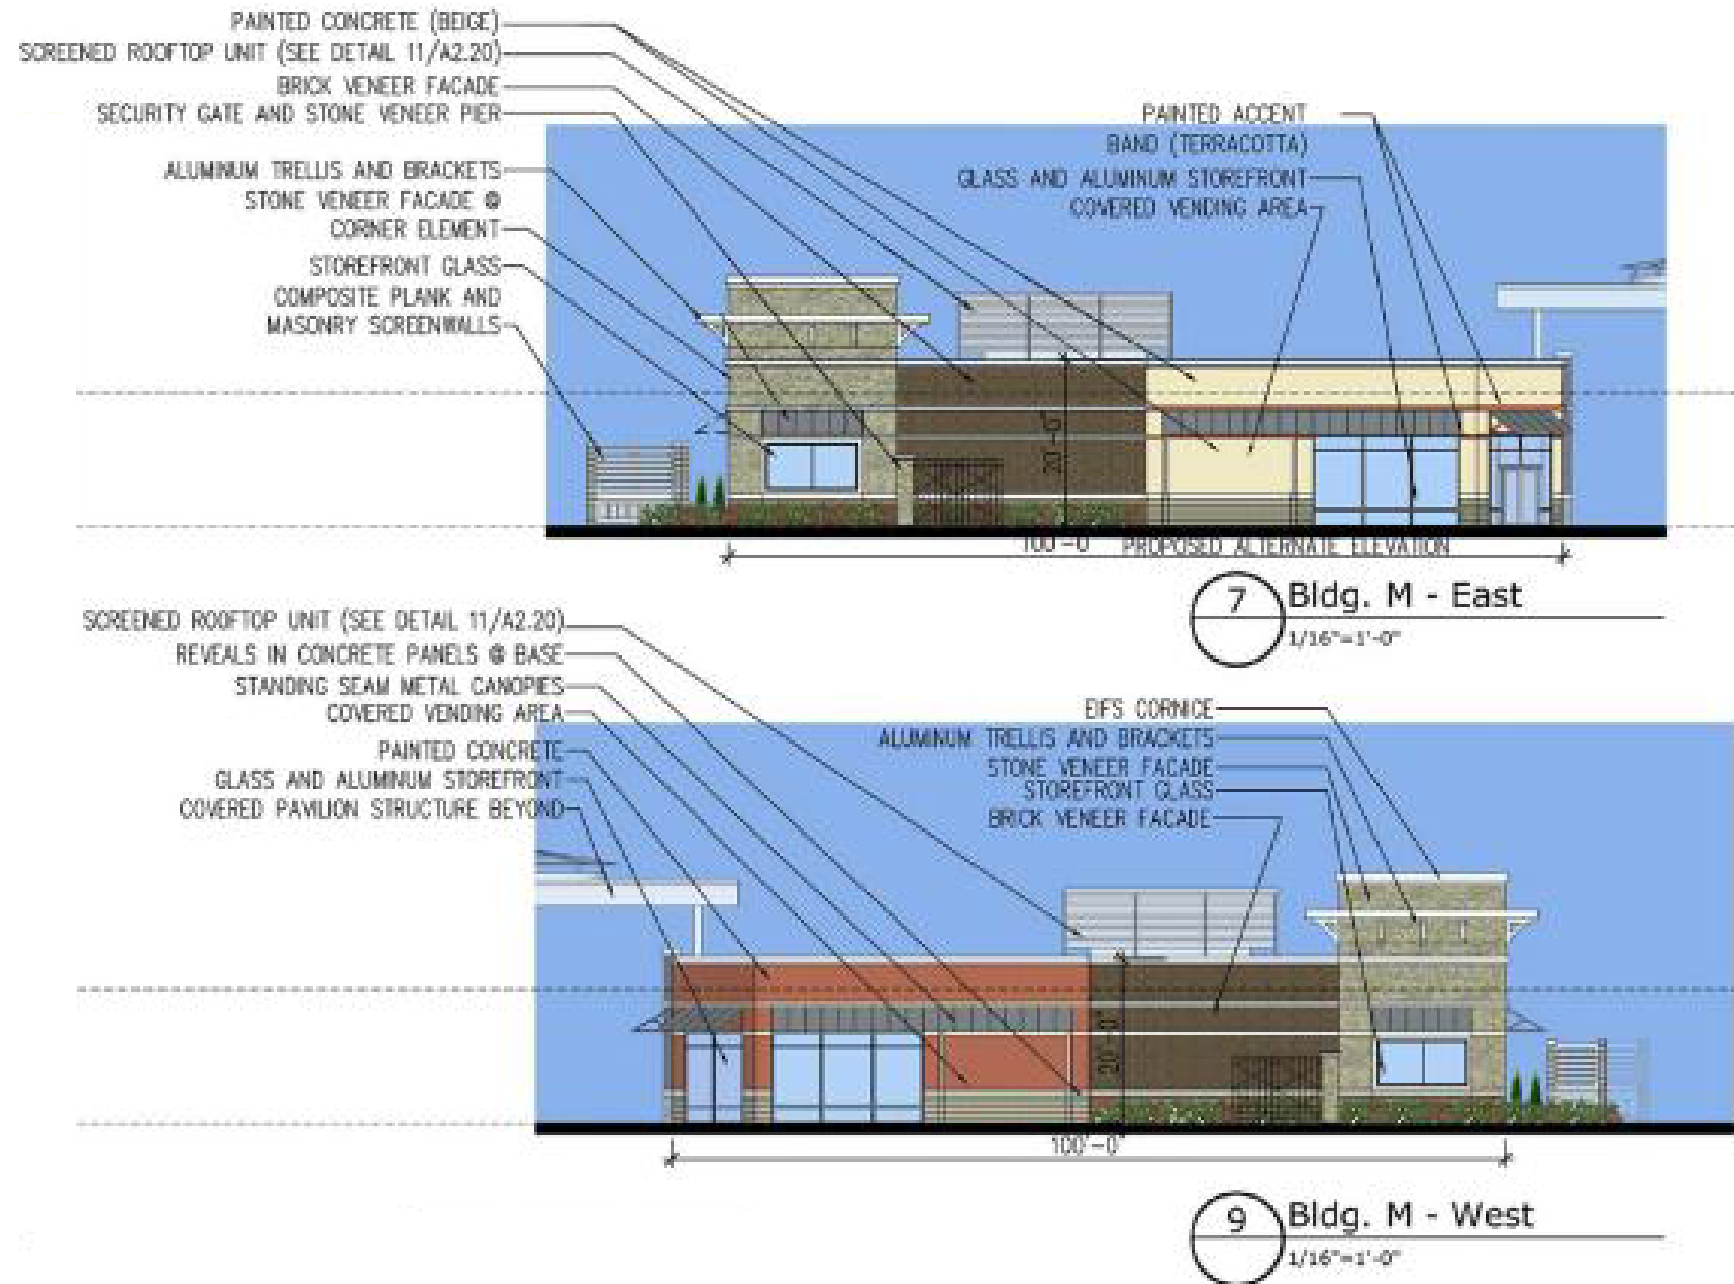 PAINTED CONCRETE (BEIGE)
SCREENED ROOFTOP UNIT (SEE DETAIL 11/A2.20)
BRICK VENEER FACADE
SECURITY GATE AND STONE VENEER PIER
ALUMINUM TRELLIS AND BRACKETS
STONE VENEER FACADE @
CORNER ELEMENT
STOREFRONT GLASS
COMPOSITE PLANK AND
MASONRY SCREENWALLS
PAINTED ACCENT
BAND (TERRACOTTA)
GLASS AND ALUMINUM STOREFRONT
COVERED VENDING AREA
20'-6"
100'-0" PROPOSED ALTERNATE ELEVATION
7 Bldg. M - East
1/16"=1'-0"
SCREENED ROOFTOP UNIT (SEE DETAIL 11/A2.20)
REVEALS IN CONCRETE PANELS @ BASE
STANDING SEAM METAL CANOPIES
COVERED VENDING AREA
PAINTED CONCRETE
GLASS AND ALUMINUM STOREFRONT
COVERED PAVILION STRUCTURE BEYOND
EIFS CORNICE
ALUMINUM TRELLIS AND BRACKETS
STONE VENEER FACADE
STOREFRONT GLASS
BRICK VENEER FACADE
20'-0"
100'-0"
9 Bldg. M - West
1/16"=1'-0"